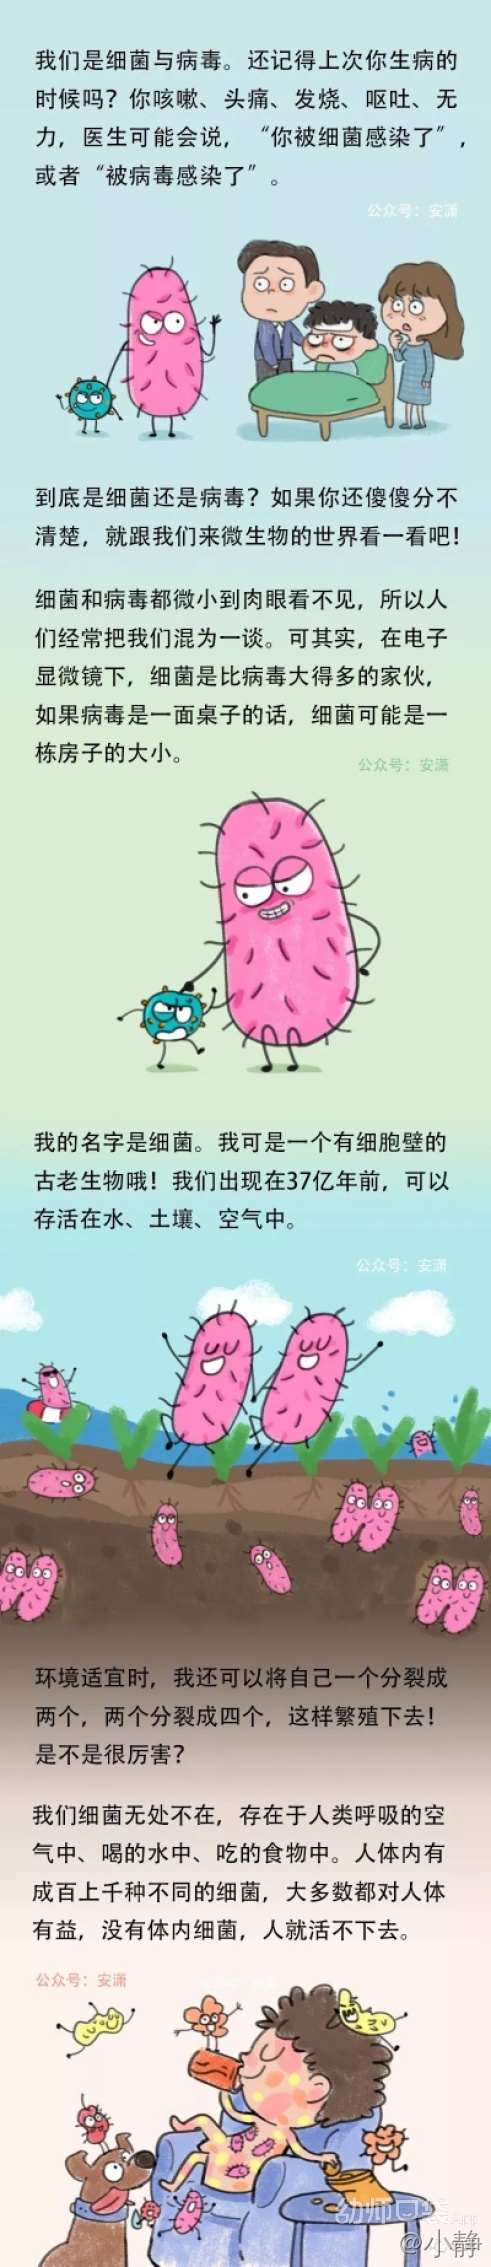 我们是细菌与病毒。还记得上次你生病的
时候吗？你咳嗽、头痛、发烧、呕吐、无
力，医生可能会说，“你被细菌感染了”，
或者“被病毒感染了”。
公众号：安潇
到底是细菌还是病毒？如果你还傻傻分不
清楚，就跟我们来微生物的世界看一看吧！
细菌和病毒都微小到肉眼看不见，所以人
们经常把我们混为一谈。可其实，在电子
显微镜下，细菌是比病毒大得多的家伙，
如果病毒是一面桌子的话，细菌可能是一
栋房子的大小。
公众号：安潇
我的名字是细菌。我可是一个有细胞壁的
古老生物哦！我们出现在37亿年前，可以
存活在水、土壤、空气中。
公众号：安潇
环境适宜时，我还可以将自己一个分裂成
两个，两个分裂成四个，这样繁殖下去！
是不是很厉害？
我们细菌无处不在，存在于人类呼吸的空
气中、喝的水中、吃的食物中。人体内有
成百上千种不同的细菌，大多数都对人体
有益，没有体内细菌，人就活不下去。
公众号：安潇
公众号：安潇
幼师口袋App
@小静